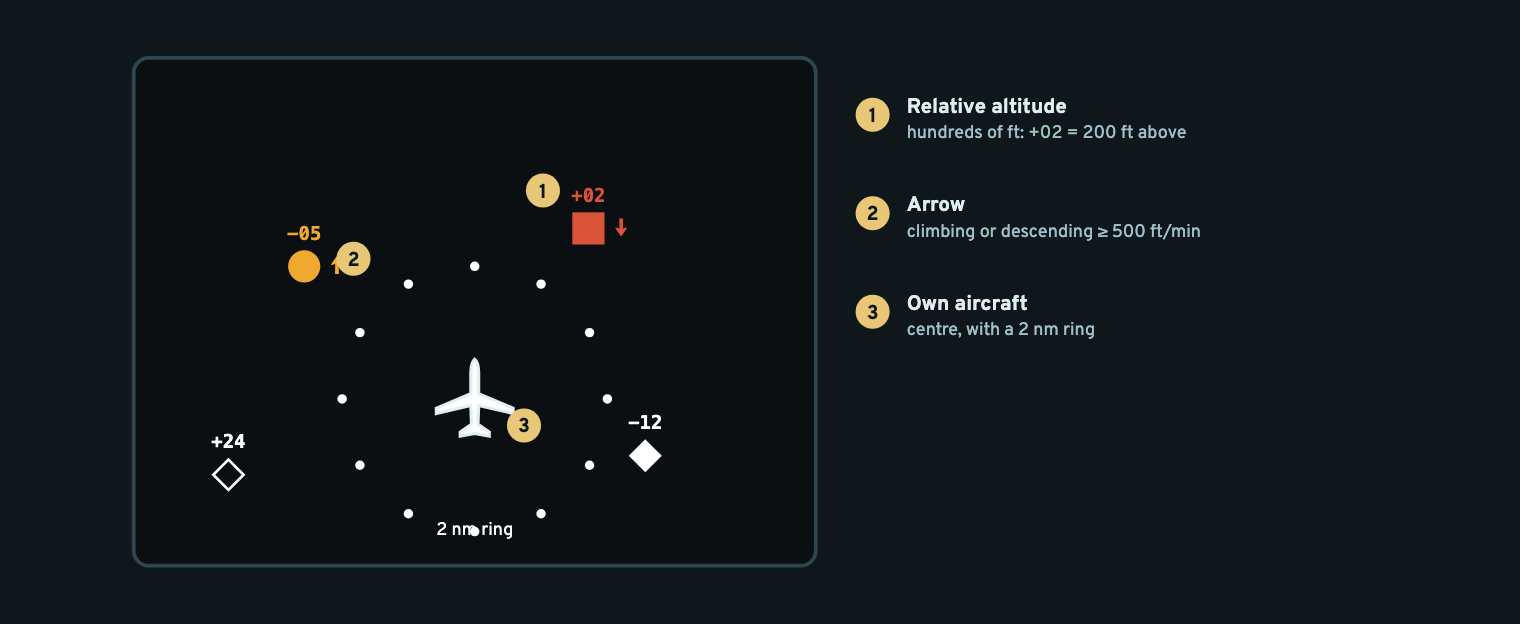 1
+02
−05
2
3
−12
+24
2 nm ring
1
Relative altitude
hundreds of ft: +02 = 200 ft above
2
Arrow
climbing or descending ≥ 500 ft/min
3
Own aircraft
centre, with a 2 nm ring